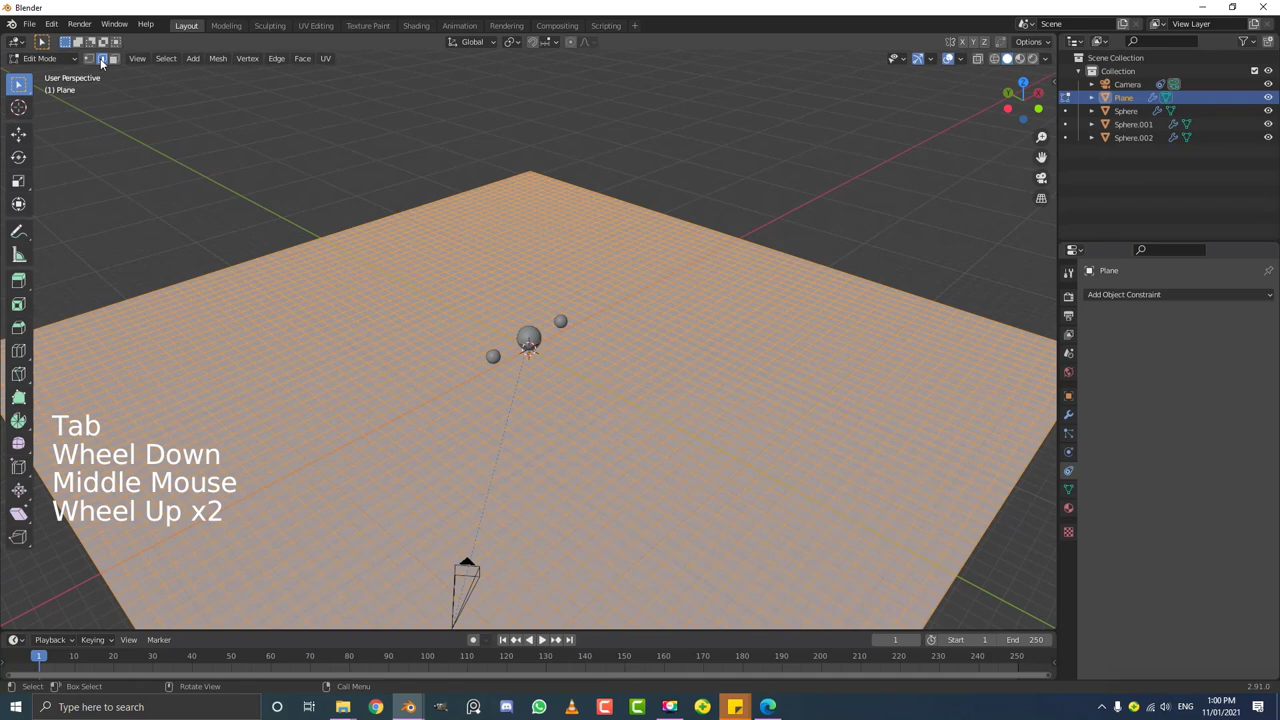 Blender
File Edit Render Window Help
Layout Modeling Sculpting UV Editing Texture Paint Shading Animation Rendering Compositing Scripting +
Scene
View Layer
Global
X Y Z
Options
Edit Mode
View Select Add Mesh Vertex Edge Face UV
User Perspective
(1) Plane
Scene Collection
Collection
Camera
Plane
Sphere
Sphere.001
Sphere.002
Z
Y
X
Plane
Add Object Constraint
Tab
Wheel Down
Middle Mouse
Wheel Up x2
Playback Keying View Marker
1
Start 1
End 250
1 10 20 30 40 50 60 70 80 90 100 110 120 130 140 150 160 170 180 190 200 210 220 230 240 250
Select
Box Select
Rotate View
Call Menu
2.91.0
Type here to search
ENG
1:00 PM
11/01/2021